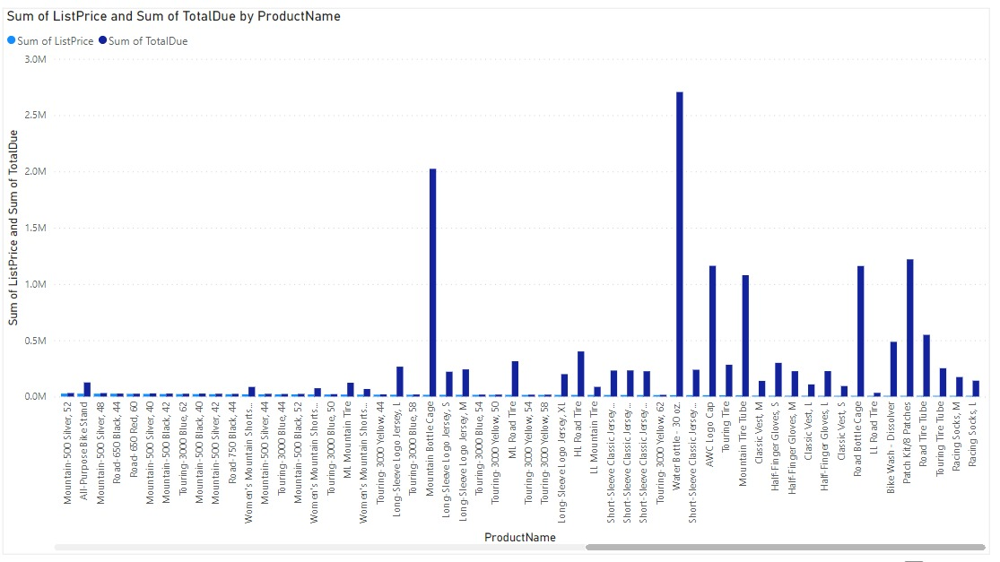 Sum of ListPrice and Sum of TotalDue by ProductName
Sum of ListPrice Sum of TotalDue
3.0M
2.5M
2.0M
1.5M
1.0M
0.5M
0.0M
Sum of ListPrice and Sum of TotalDue
Mountain-500 Silver, 52
All-Purpose Bike Stand
Mountain-500 Silver, 48
Road-650 Black, 44
Road-650 Red, 60
Mountain-500 Silver, 40
Mountain-500 Black, 42
Touring-3000 Blue, 62
Mountain-500 Black, 40
Mountain-500 Silver, 42
Road-750 Black, 44
Women's Mountain Shorts...
Mountain-500 Silver, 44
Touring-3000 Blue, 44
Mountain-500 Black, 52
Women's Mountain Shorts...
Touring-3000 Blue, 50
ML Mountain Tire
Women's Mountain Shorts...
Touring-3000 Yellow, 44
Long-Sleeve Logo Jersey, L
Touring-3000 Blue, 58
Mountain Bottle Cage
Long-Sleeve Logo Jersey, S
Long-Sleeve Logo Jersey, M
Touring-3000 Blue, 54
Touring-3000 Yellow, 50
ML Road Tire
Touring-3000 Yellow, 54
Touring-3000 Yellow, 58
Long-Sleeve Logo Jersey, XL
HL Road Tire
LL Mountain Tire
Short-Sleeve Classic Jersey...
Short-Sleeve Classic Jersey...
Short-Sleeve Classic Jersey...
Touring-3000 Yellow, 62
Water Bottle - 30 oz.
Short-Sleeve Classic Jersey...
AWC Logo Cap
Touring Tire
Mountain Tire Tube
Classic Vest, M
Half-Finger Gloves, S
Half-Finger Gloves, M
Classic Vest, L
Half-Finger Gloves, L
Classic Vest, S
Road Bottle Cage
LL Road Tire
Bike Wash - Dissolver
Patch Kit/8 Patches
Road Tire Tube
Touring Tire Tube
Racing Socks, M
Racing Socks, L
ProductName